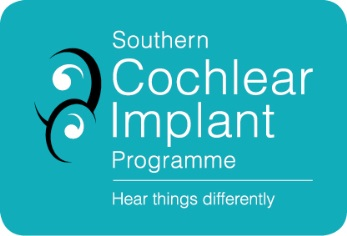 Southern
Cochlear
Implant
Programme
Hear things differently